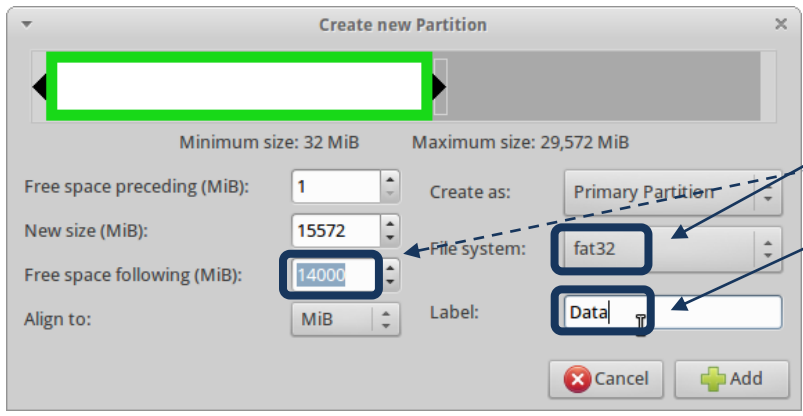 Create new Partition
Minimum size: 32 MiB Maximum size: 29,572 MiB
Free space preceding (MiB): 1 Create as: Primary Partition
New size (MiB): 15572 File system: fat32
Free space following (MiB): 14000
Align to: MiB Label: Data
Cancel Add